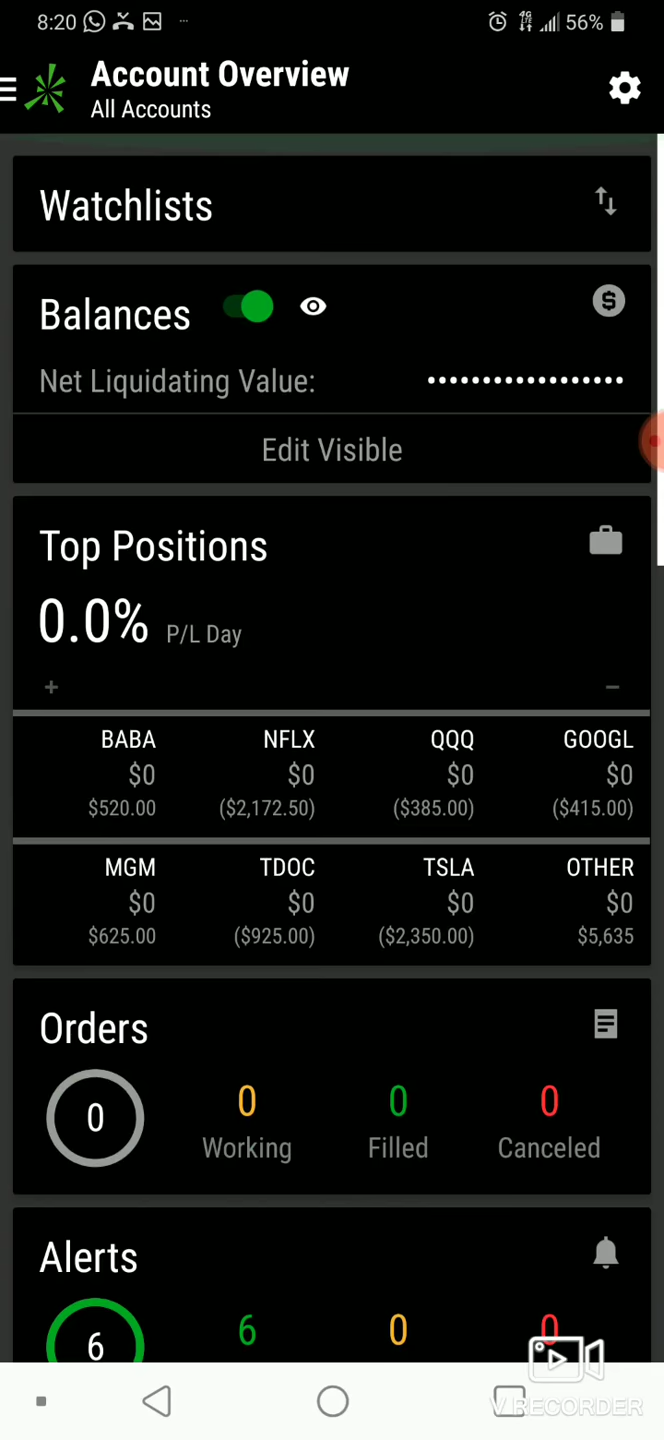 8:20 56%
Account Overview
All Accounts
Watchlists
Balances
Net Liquidating Value: ••••••••••••••••••
Edit Visible
Top Positions
0.0% P/L Day
+ −
BABA NFLX QQQ GOOGL
$0 $0 $0 $0
$520.00 ($2,172.50) ($385.00) ($415.00)
MGM TDOC TSLA OTHER
$0 $0 $0 $0
$625.00 ($925.00) ($2,350.00) $5,635
Orders
0 0 0 0
Working Filled Canceled
Alerts
6 6 0 0
V RECORDER